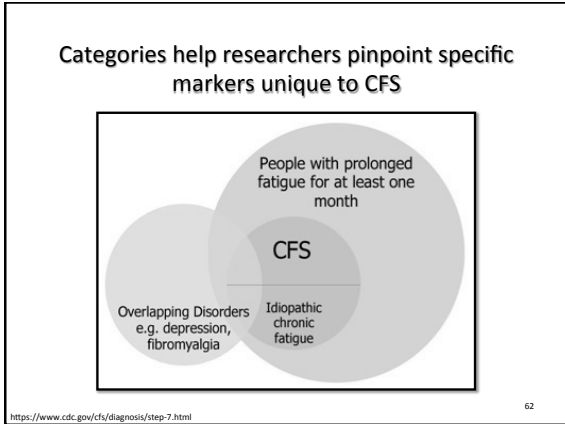 Categories help researchers pinpoint specific
markers unique to CFS
People with prolonged
fatigue for at least one
month
CFS
Overlapping Disorders
e.g. depression,
fibromyalgia
Idiopathic
chronic
fatigue
https://www.cdc.gov/cfs/diagnosis/step-7.html
62